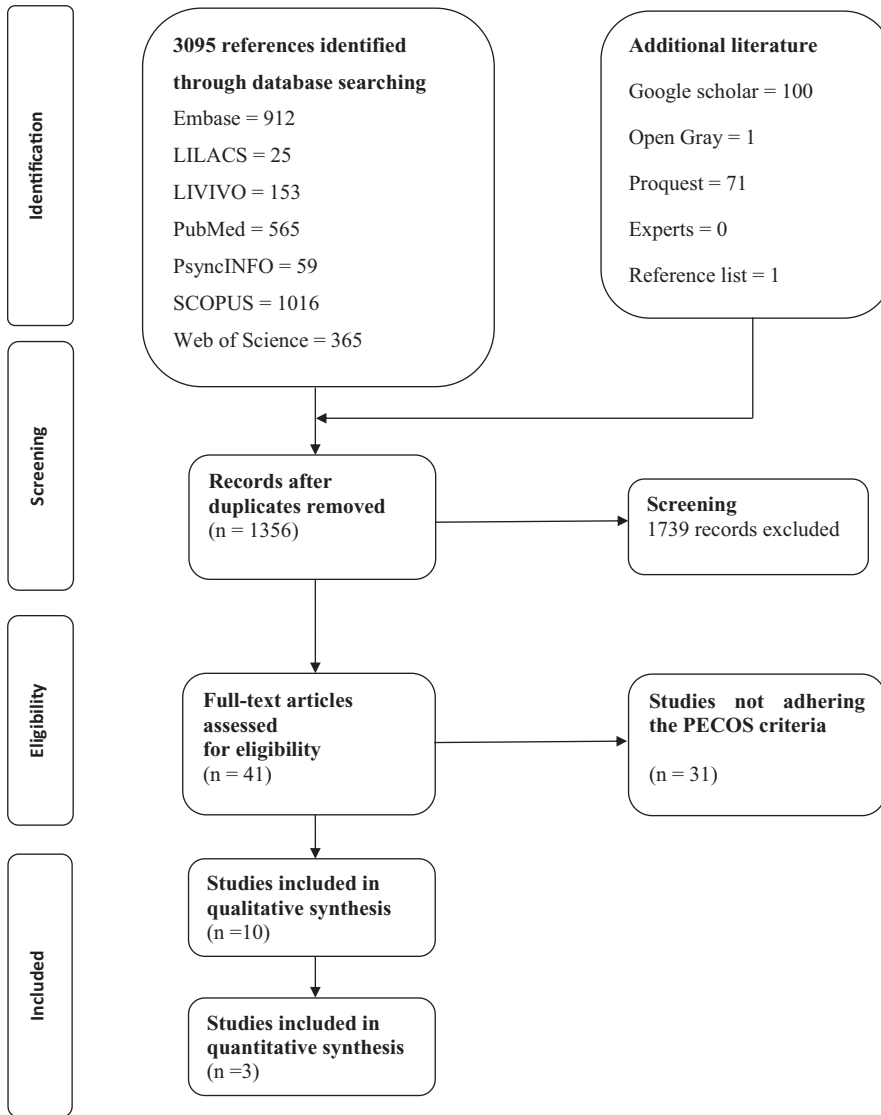 Identification
3095 references identified
through database searching
Embase = 912
LILACS = 25
LIVIVO = 153
PubMed = 565
PsyncINFO = 59
SCOPUS = 1016
Web of Science = 365
Additional literature
Google scholar = 100
Open Gray = 1
Proquest = 71
Experts = 0
Reference list = 1
Screening
Records after
duplicates removed
(n = 1356)
Screening
1739 records excluded
Eligibility
Full-text articles
assessed
for eligibility
(n = 41)
Studies not adhering
the PECOS criteria
(n = 31)
Included
Studies included in
qualitative synthesis
(n =10)
Studies included in
quantitative synthesis
(n =3)